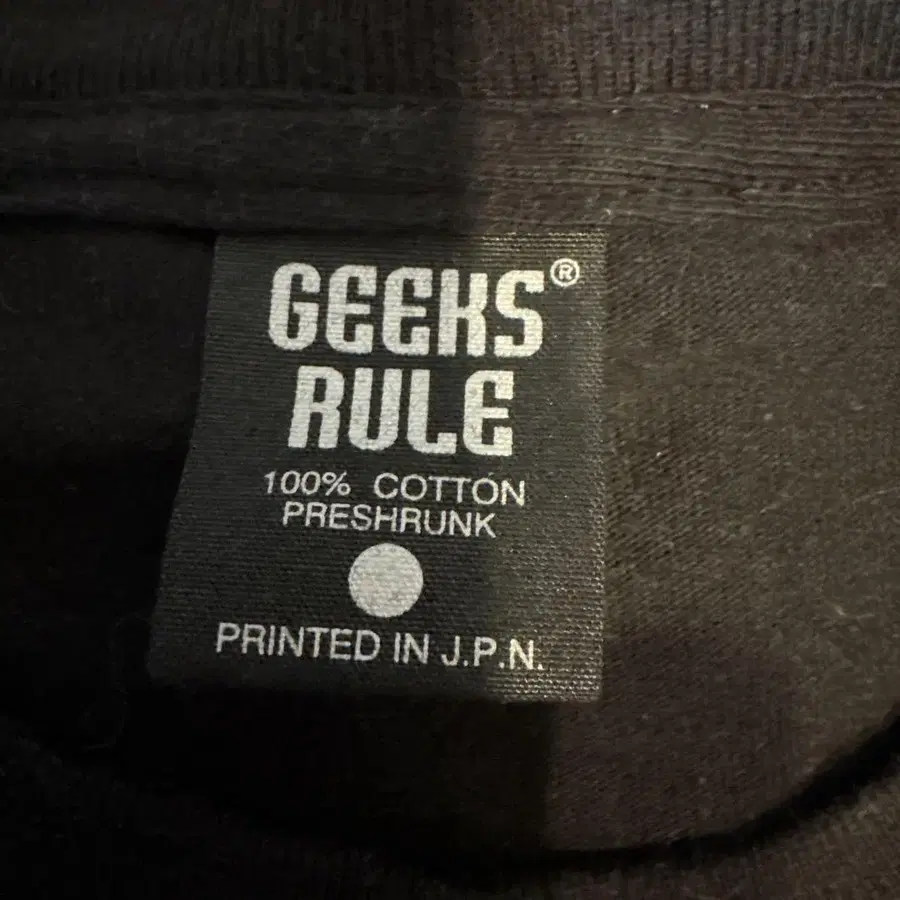 GEEKS®
RULE
100% COTTON
PRESHRUNK
PRINTED IN J.P.N.